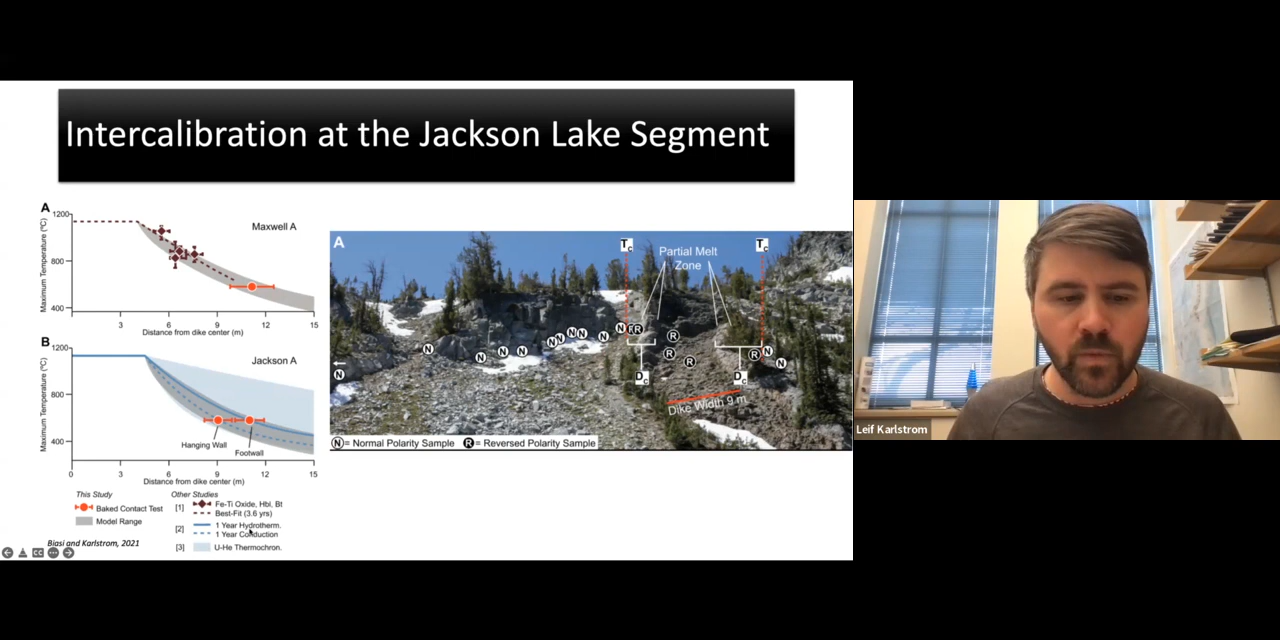 Intercalibration at the Jackson Lake Segment
A
1200
800
400
Maximum Temperature (ºC)
Maxwell A
3
6
9
12
15
Distance from dike center (m)
B
1200
800
400
Maximum Temperature (ºC)
Jackson A
Hanging Wall
Footwall
0
3
6
9
12
15
Distance from dike center (m)
This Study
Baked Contact Test
Model Range
Other Studies
[1]
Fe-Ti Oxide, Hbl, Bt
Best-Fit (3.6 yrs)
[2]
1 Year Hydrotherm.
1 Year Conduction
[3]
U-He Thermochron.
Biasi and Karlstrom, 2021
CC
A
Tc
Partial Melt
Zone
Tc
N
N
N
N
N
N
N
N
N
N
N
R
R
R
R
R
R
N
N
Dc
Dc
Dike Width 9 m
N = Normal Polarity Sample
R = Reversed Polarity Sample
Leif Karlstrom